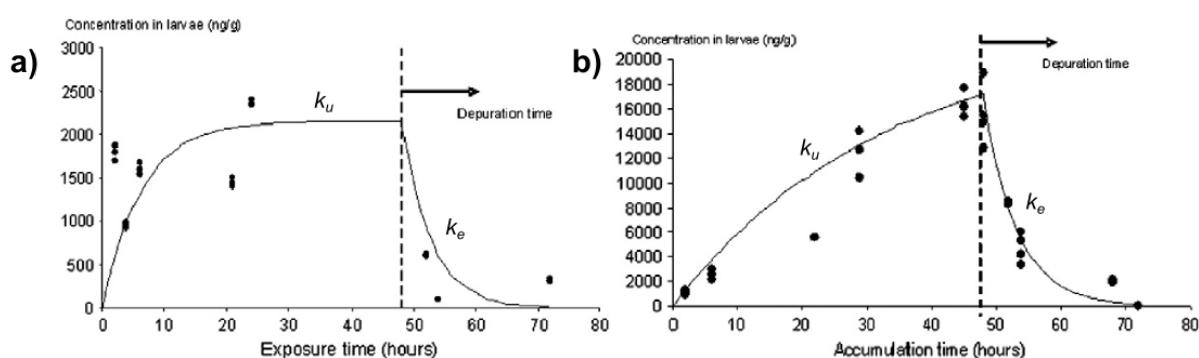 a)
Concentration in larvae (ng/g)
3000
2500
2000
1500
1000
500
0
k_u
Depuration time
k_e
0 10 20 30 40 50 60 70 80
Exposure time (hours)
b)
Concentration in larvae (ng/g)
20000
18000
16000
14000
12000
10000
8000
6000
4000
2000
0
Depuration time
k_u
k_e
0 10 20 30 40 50 60 70 80
Accumulation time (hours)